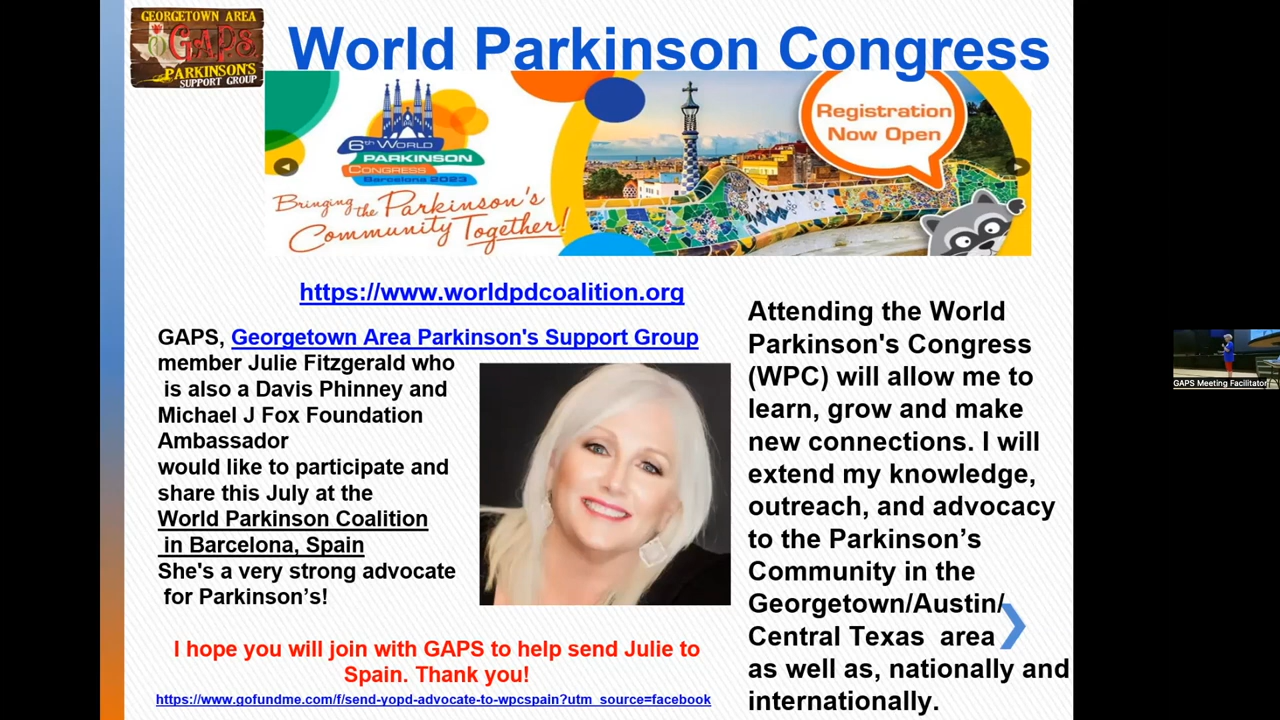 GEORGETOWN AREA
GAPS
PARKINSON'S
SUPPORT GROUP
World Parkinson Congress
6th WORLD
PARKINSON
CONGRESS
Barcelona 2023
Bringing the Parkinson's
Community Together!
Registration
Now Open
https://www.worldpdcoalition.org
GAPS, Georgetown Area Parkinson's Support Group
member Julie Fitzgerald who
is also a Davis Phinney and
Michael J Fox Foundation
Ambassador
would like to participate and
share this July at the
World Parkinson Coalition
in Barcelona, Spain
She's a very strong advocate
for Parkinson’s!
I hope you will join with GAPS to help send Julie to
Spain. Thank you!
https://www.gofundme.com/f/send-yopd-advocate-to-wpcspain?utm_source=facebook
Attending the World
Parkinson's Congress
(WPC) will allow me to
learn, grow and make
new connections. I will
extend my knowledge,
outreach, and advocacy
to the Parkinson’s
Community in the
Georgetown/Austin/
Central Texas area
as well as, nationally and
internationally.
GAPS Meeting Facilitator